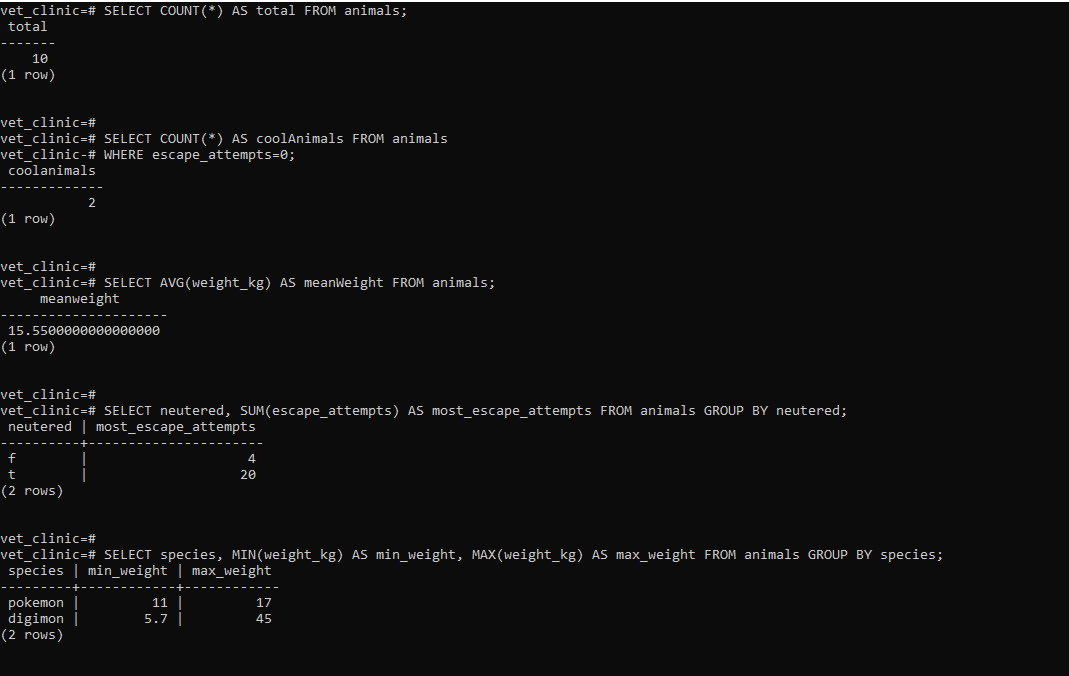 vet_clinic=# SELECT COUNT(*) AS total FROM animals;
 total
-------
    10
(1 row)
vet_clinic=#
vet_clinic=# SELECT COUNT(*) AS coolAnimals FROM animals
vet_clinic-# WHERE escape_attempts=0;
 coolanimals
-------------
           2
(1 row)
vet_clinic=#
vet_clinic=# SELECT AVG(weight_kg) AS meanWeight FROM animals;
     meanweight
---------------------
 15.5500000000000000
(1 row)
vet_clinic=#
vet_clinic=# SELECT neutered, SUM(escape_attempts) AS most_escape_attempts FROM animals GROUP BY neutered;
 neutered | most_escape_attempts
----------+----------------------
 f        |                    4
 t        |                   20
(2 rows)
vet_clinic=#
vet_clinic=# SELECT species, MIN(weight_kg) AS min_weight, MAX(weight_kg) AS max_weight FROM animals GROUP BY species;
 species | min_weight | max_weight
---------+------------+------------
 pokemon |         11 |         17
 digimon |        5.7 |         45
(2 rows)